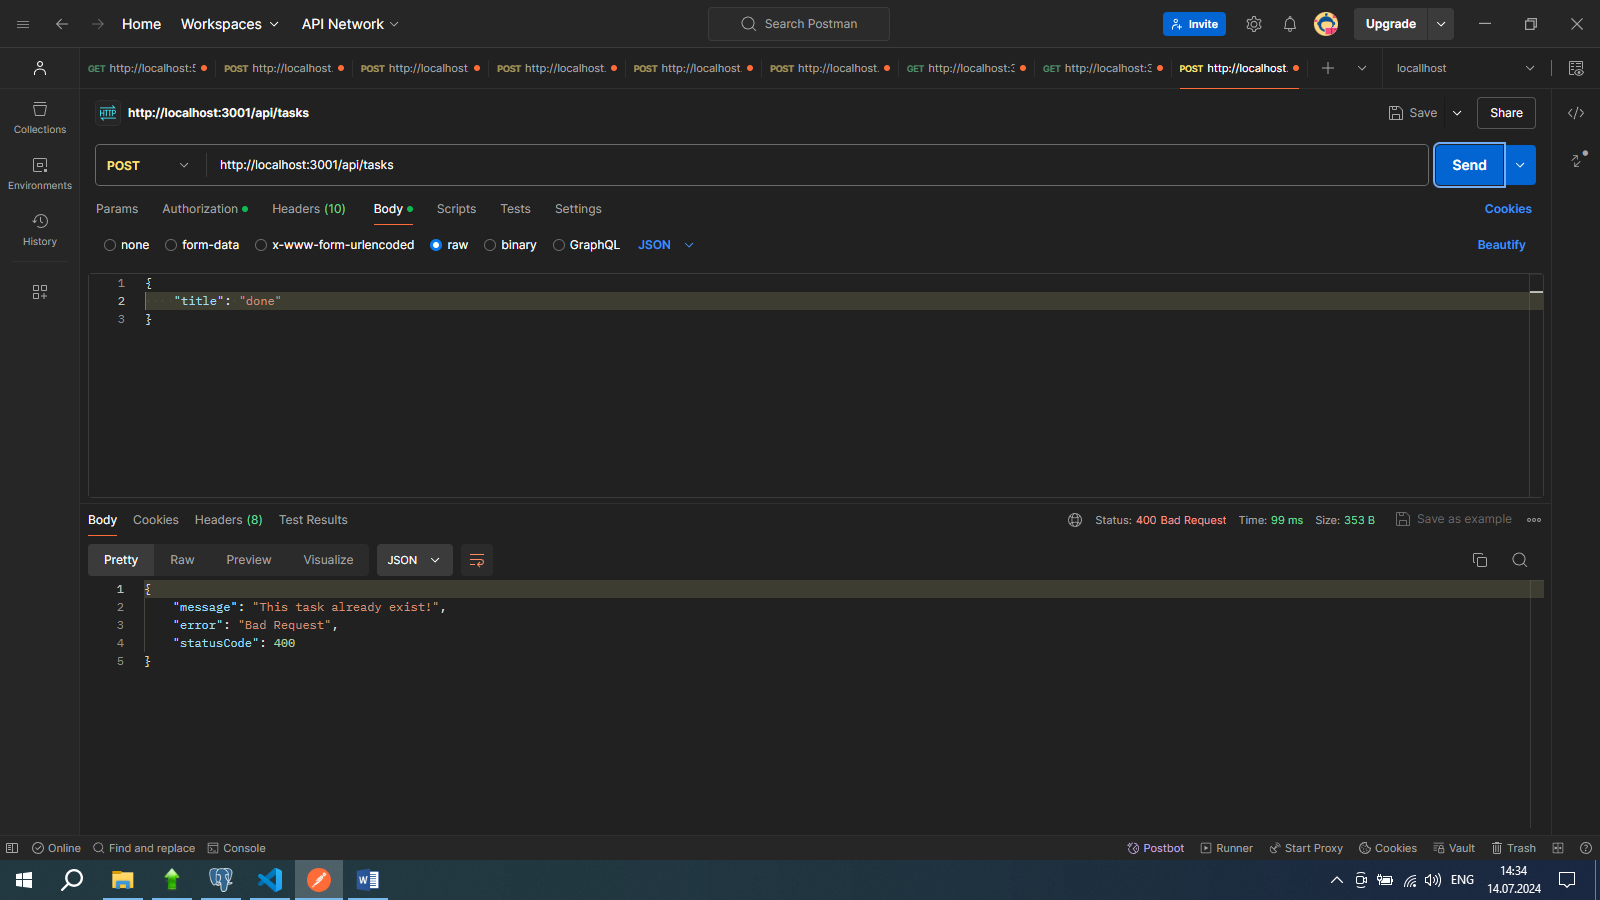 Home Workspaces API Network Search Postman Invite Upgrade
GET http://localhost:5 POST http://localhost. POST http://localhost POST http://localhost. POST http://localhost. POST http://localhost. GET http://localhost:3 GET http://localhost:3 POST http://localhost. localhost
HTTP http://localhost:3001/api/tasks Save Share
Collections
POST http://localhost:3001/api/tasks Send
Environments
Params Authorization Headers (10) Body Scripts Tests Settings Cookies
History
none form-data x-www-form-urlencoded raw binary GraphQL JSON Beautify
1 {
2 "title": "done"
3 }
Body Cookies Headers (8) Test Results Status: 400 Bad Request Time: 99 ms Size: 353 B Save as example
Pretty Raw Preview Visualize JSON
1 {
2 "message": "This task already exist!",
3 "error": "Bad Request",
4 "statusCode": 400
5 }
Online Find and replace Console Postbot Runner Start Proxy Cookies Vault Trash
ENG 14:34
14.07.2024